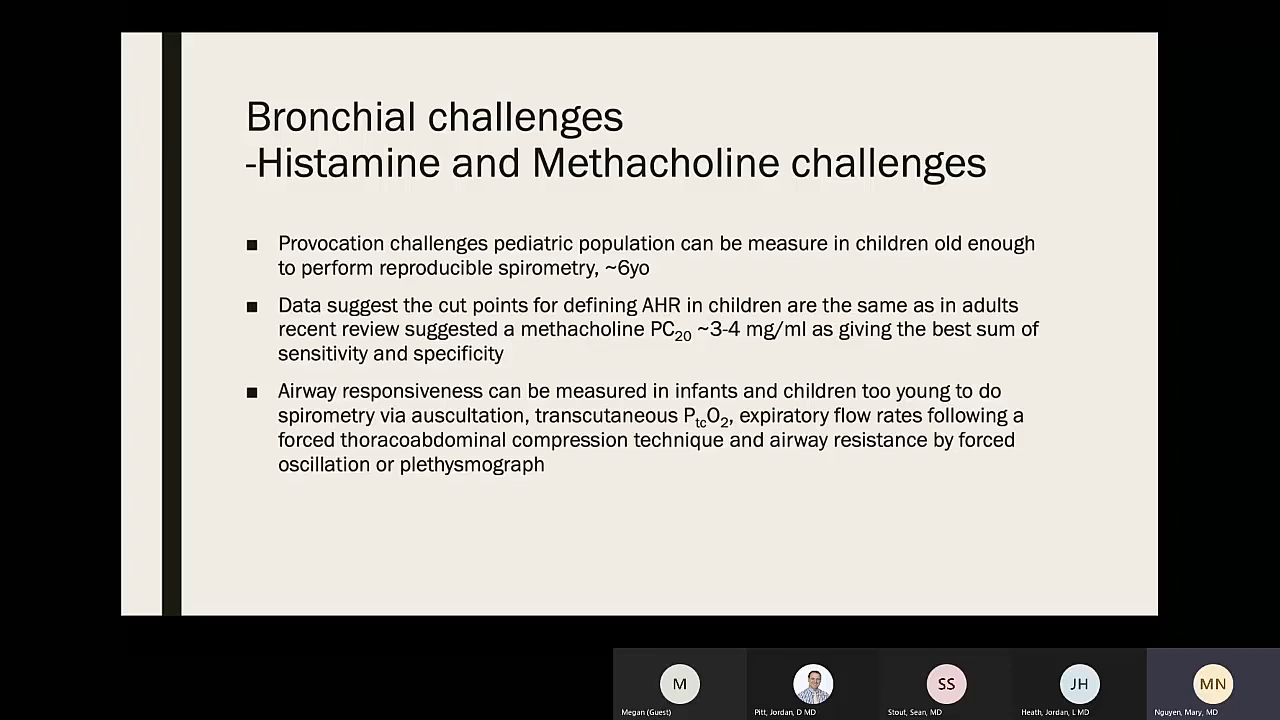 Bronchial challenges
-Histamine and Methacholine challenges
■ Provocation challenges pediatric population can be measure in children old enough
to perform reproducible spirometry, ~6yo
■ Data suggest the cut points for defining AHR in children are the same as in adults
recent review suggested a methacholine PC20 ~3-4 mg/ml as giving the best sum of
sensitivity and specificity
■ Airway responsiveness can be measured in infants and children too young to do
spirometry via auscultation, transcutaneous PtcO2, expiratory flow rates following a
forced thoracoabdominal compression technique and airway resistance by forced
oscillation or plethysmograph
M
SS
JH
MN
Megan (Guest)
Pitt, Jordan, D MD
Stout, Sean, MD
Heath, Jordan, L MD
Nguyen, Mary, MD